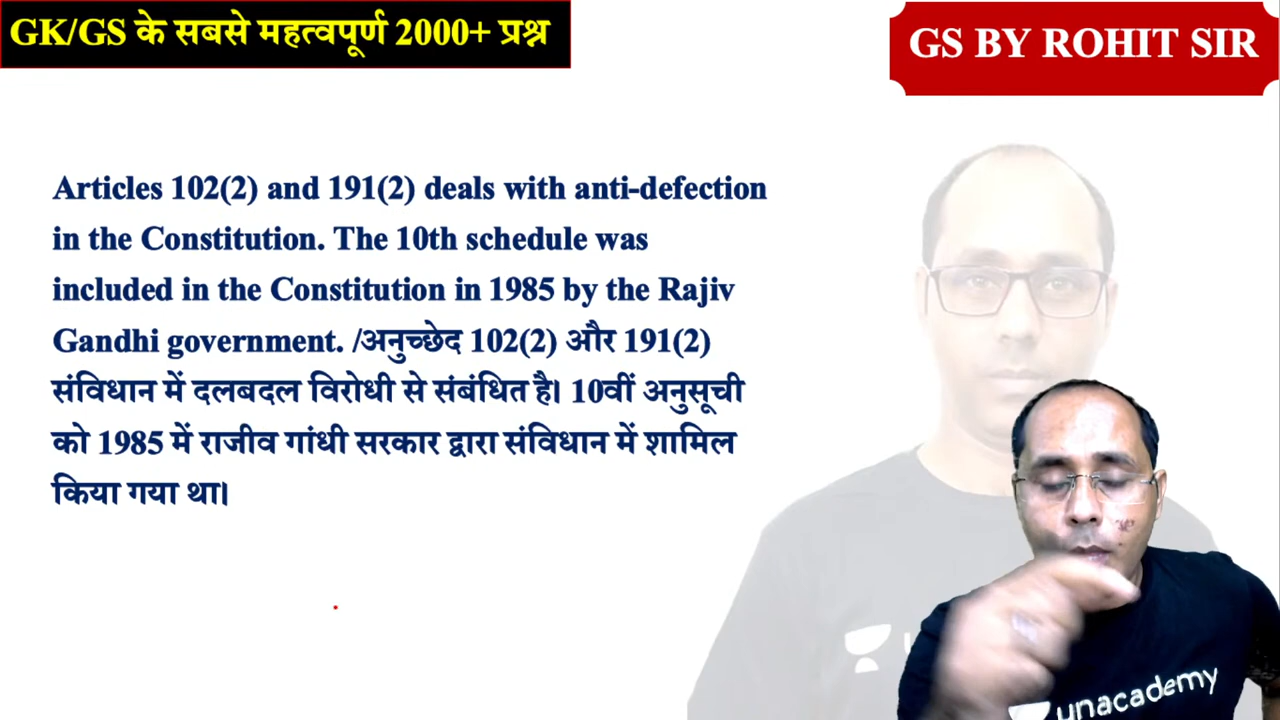 GK/GS के सबसे महत्वपूर्ण 2000+ प्रश्न
GS BY ROHIT SIR
Articles 102(2) and 191(2) deals with anti-defection
in the Constitution. The 10th schedule was
included in the Constitution in 1985 by the Rajiv
Gandhi government. /अनुच्छेद 102(2) और 191(2)
संविधान में दलबदल विरोधी से संबंधित है। 10वीं अनुसूची
को 1985 में राजीव गांधी सरकार द्वारा संविधान में शामिल
किया गया था।
unacademy